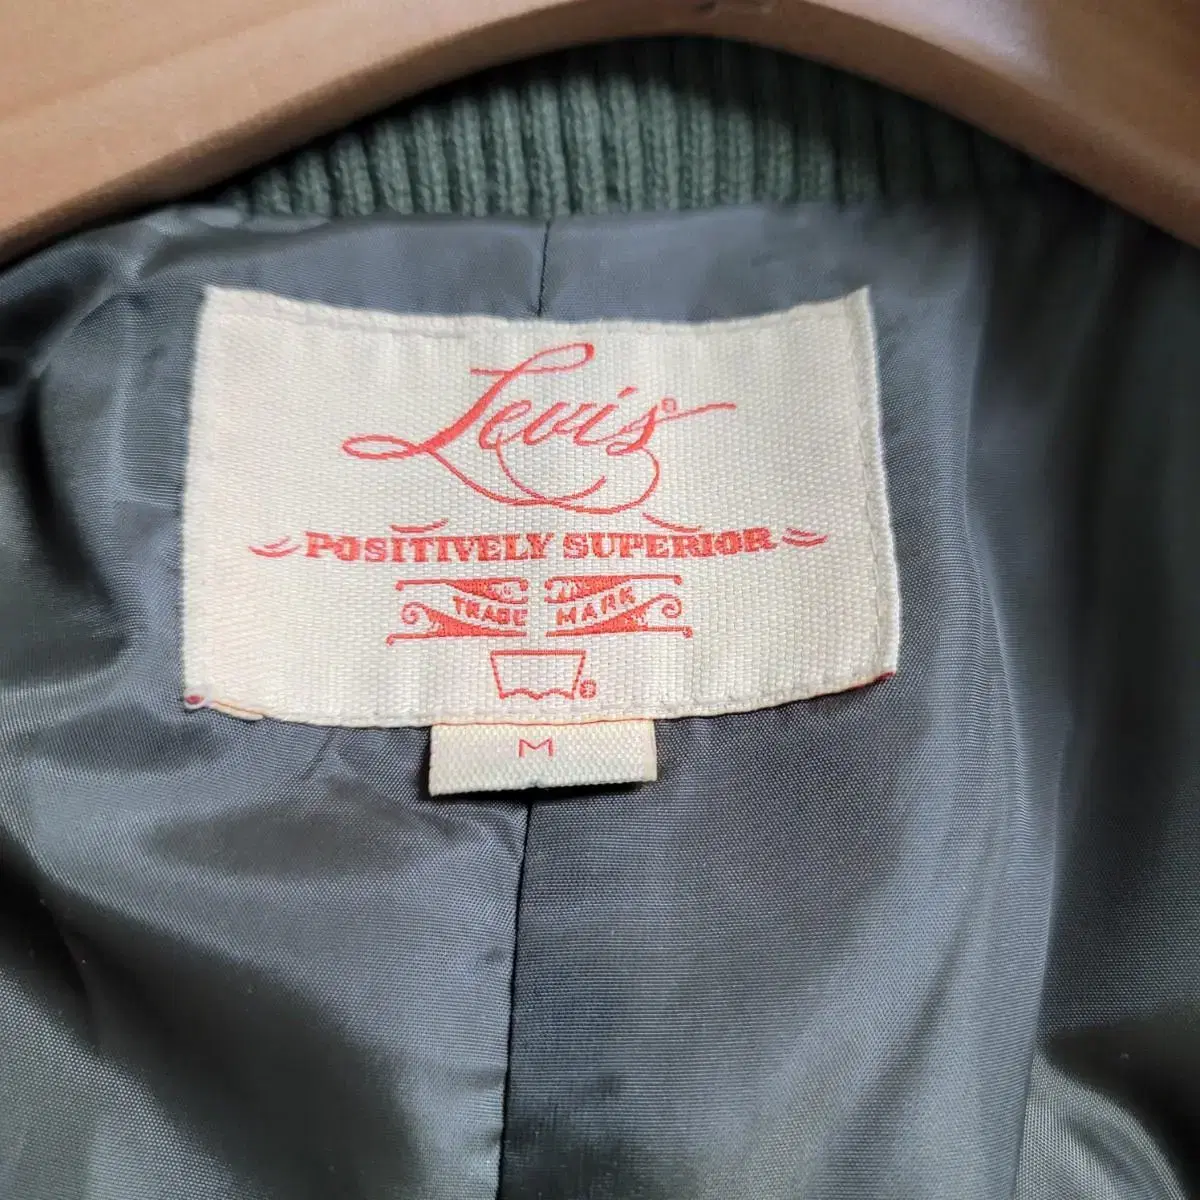 Levi's®
POSITIVELY SUPERIOR
TRADE MARK
®
M